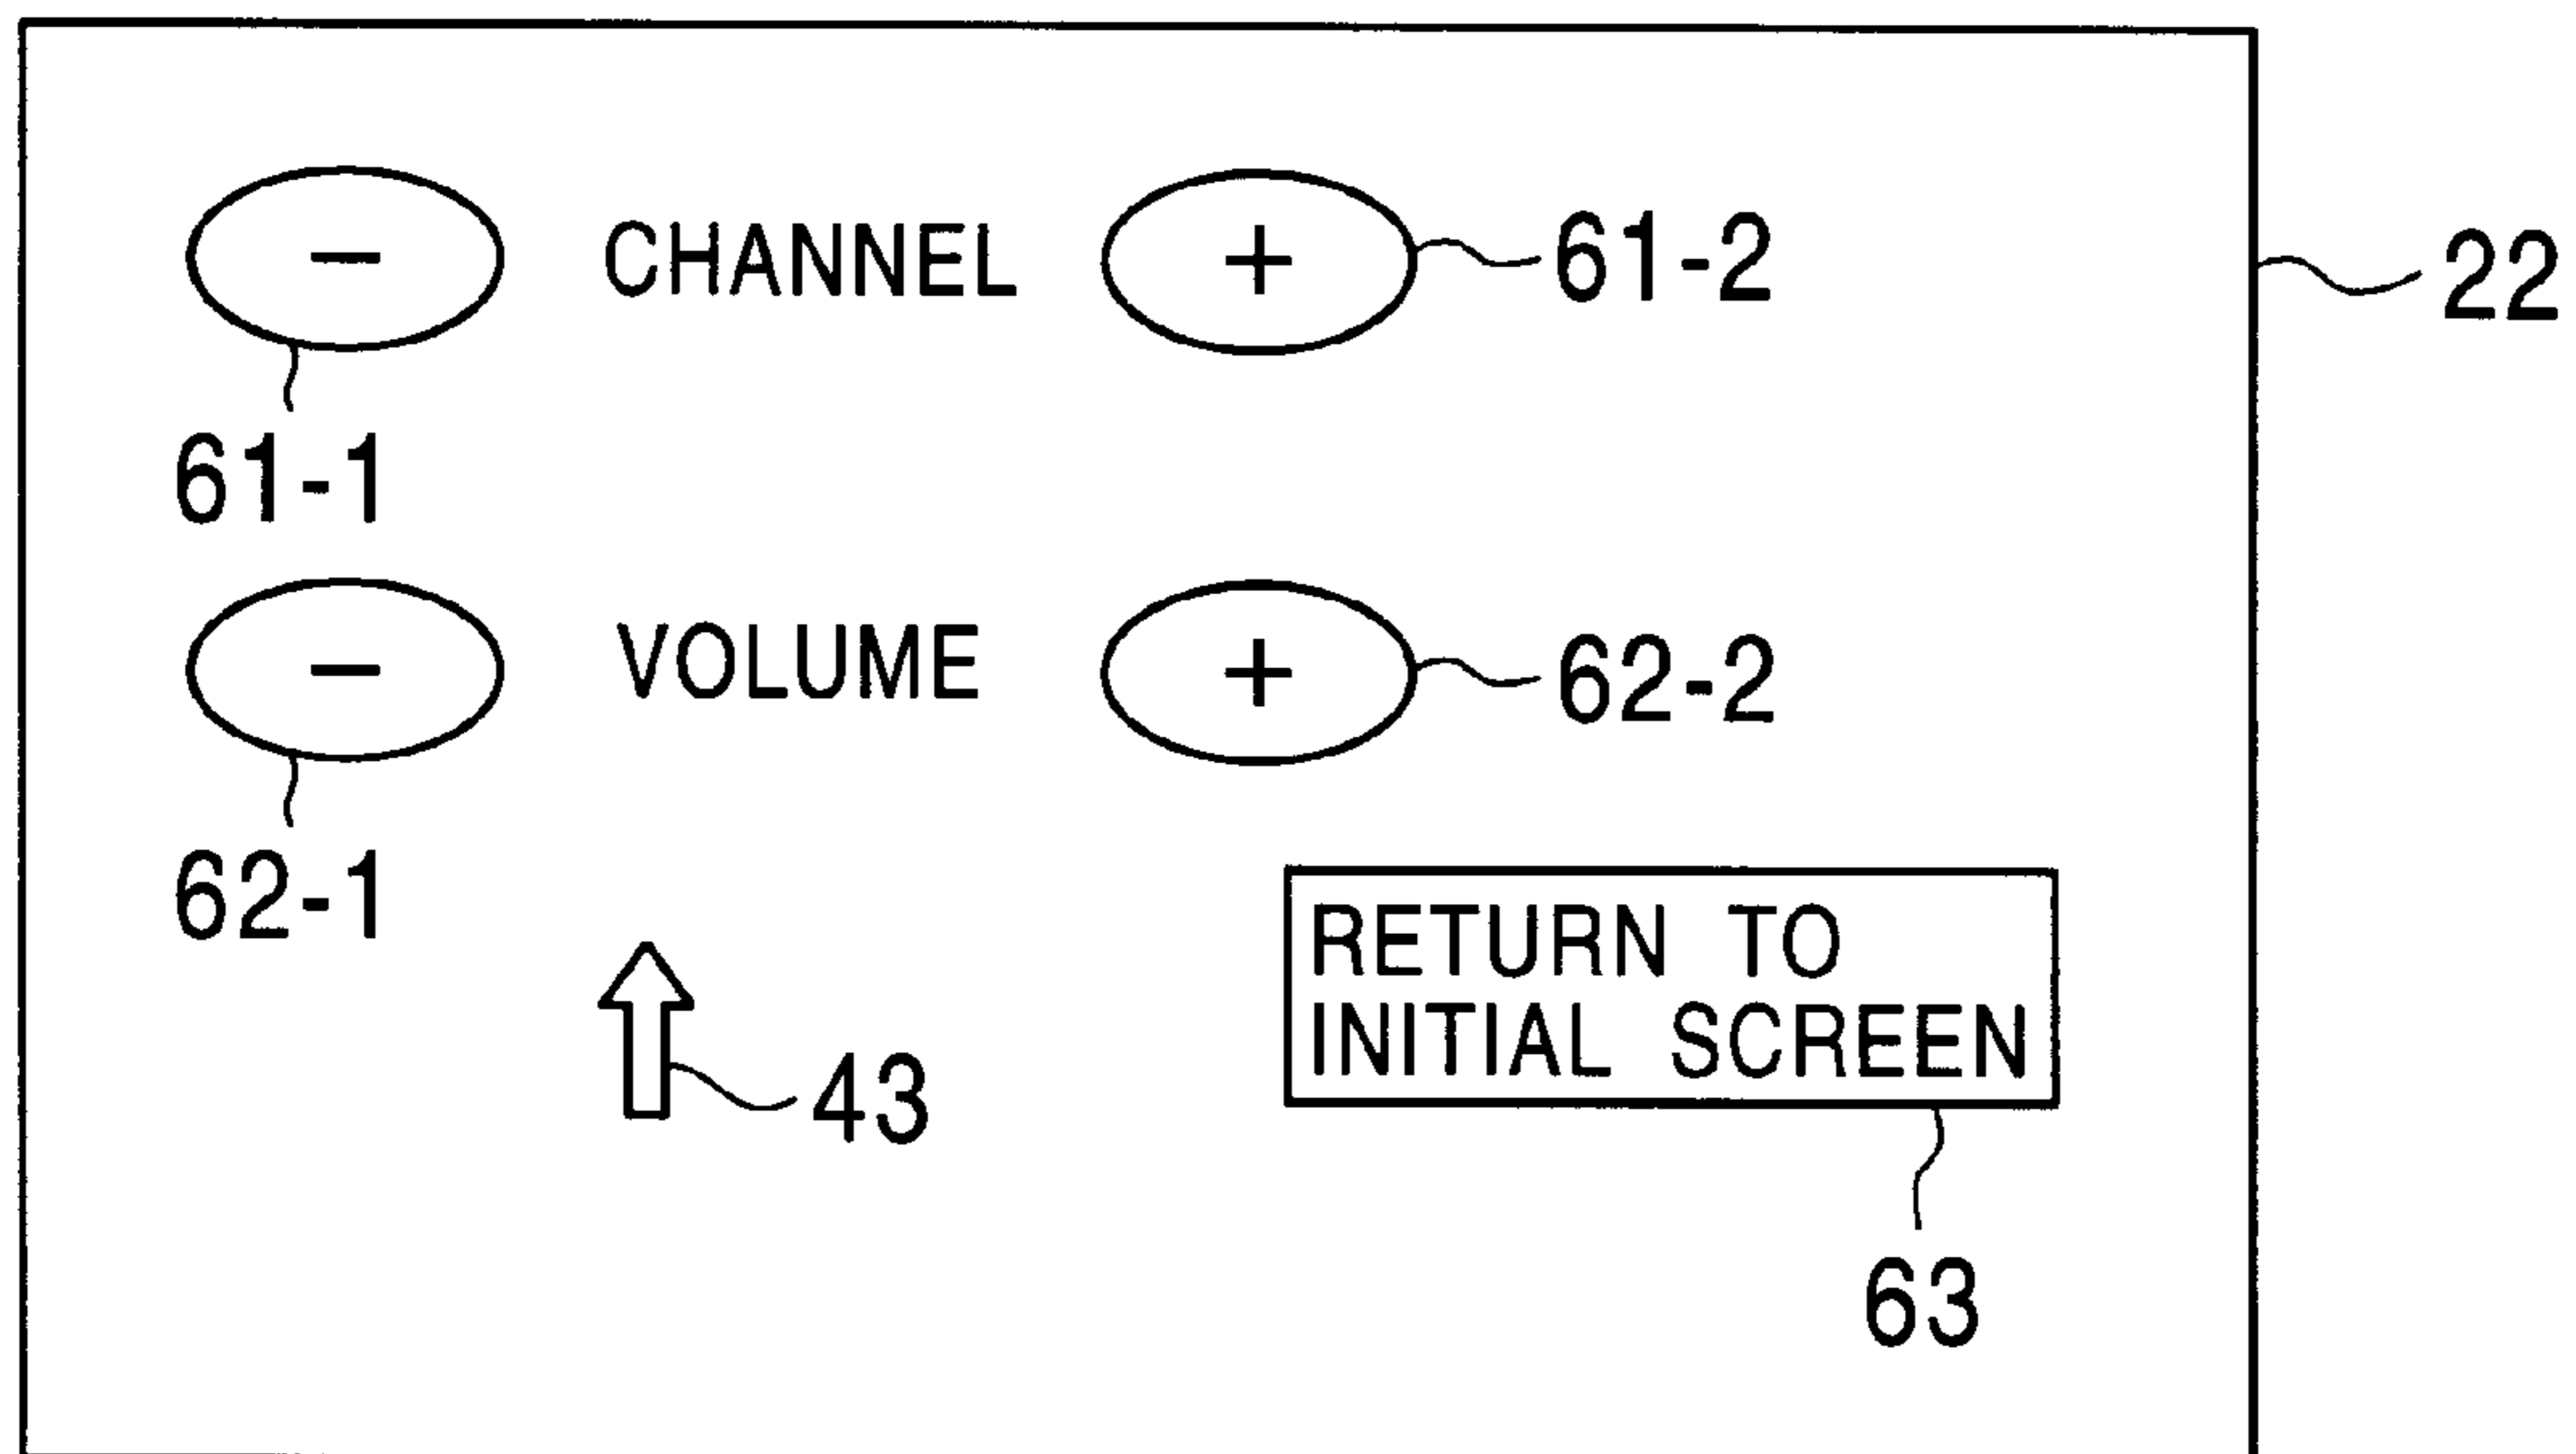 − CHANNEL + 61-2
22
61-1
− VOLUME + 62-2
62-1
RETURN TO
INITIAL SCREEN
43
63